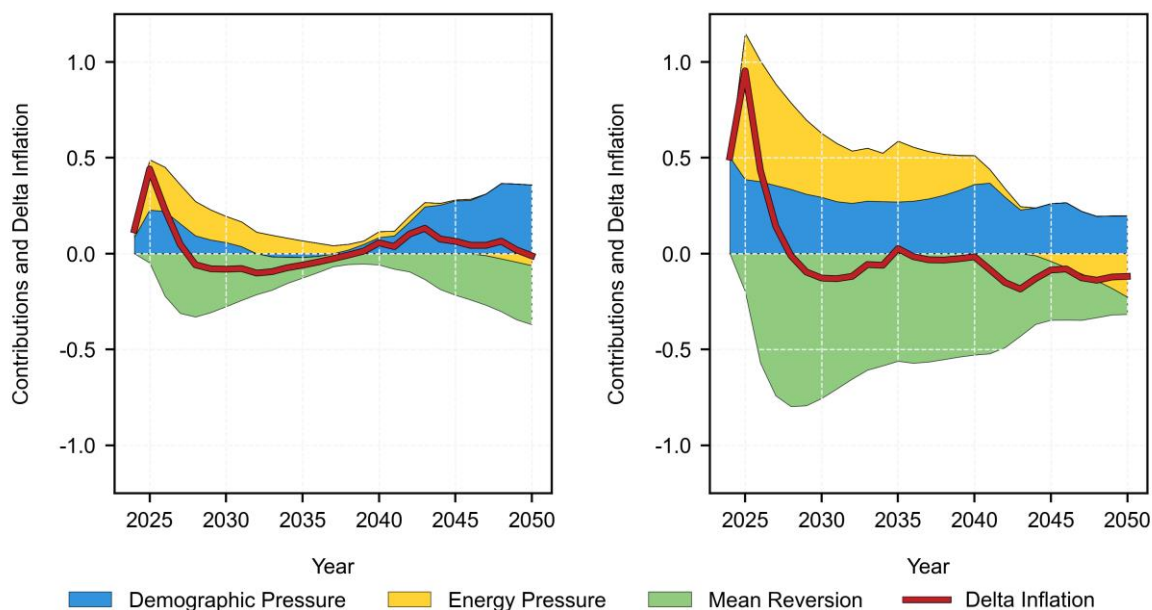 Contributions and Delta Inflation
1.0
0.5
0.0
-0.5
-1.0
2025 2030 2035 2040 2045 2050
Year
Contributions and Delta Inflation
1.0
0.5
0.0
-0.5
-1.0
2025 2030 2035 2040 2045 2050
Year
Demographic Pressure Energy Pressure Mean Reversion Delta Inflation